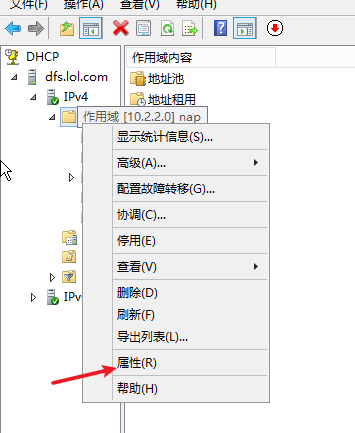 文件(F) 操作(A) 查看(V) 帮助(H)
DHCP
dfs.lol.com
IPv4
作用域 [10.2.2.0] nap
IPv
作用域内容
地址池
地址租用
显示统计信息(S)...
高级(A)...
配置故障转移(G)...
协调(C)...
停用(E)
查看(V)
删除(D)
刷新(F)
导出列表(L)...
属性(R)
帮助(H)